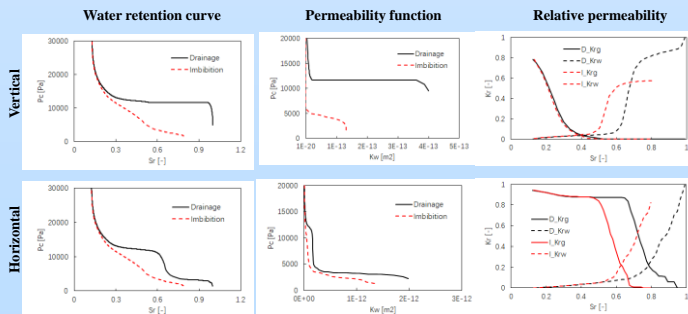 Water retention curve
Permeability function
Relative permeability
Vertical
30000
20000
10000
0
Pc [Pa]
0 0.3 0.6 0.9 1.2
Sr [-]
Drainage
Imbibition
20000
15000
10000
5000
0
Pc [Pa]
1E-20 1E-13 2E-13 3E-13 4E-13 5E-13
Kw [m2]
Drainage
Imbibition
1
0.8
0.6
0.4
0.2
0
Kr [-]
0 0.2 0.4 0.6 0.8 1
Sr [-]
D_Krg
D_Krw
I_Krg
I_Krw
Horizontal
30000
20000
10000
0
Pc [Pa]
0 0.3 0.6 0.9 1.2
Sr [-]
Drainage
Imbibition
20000
15000
10000
5000
0
Pc [Pa]
0E+00 1E-12 2E-12 3E-12
Kw [m2]
Drainage
Imbibition
1
0.8
0.6
0.4
0.2
0
Kr [-]
0 0.2 0.4 0.6 0.8 1
Sr [-]
D_Krg
D_Krw
I_Krg
I_Krw